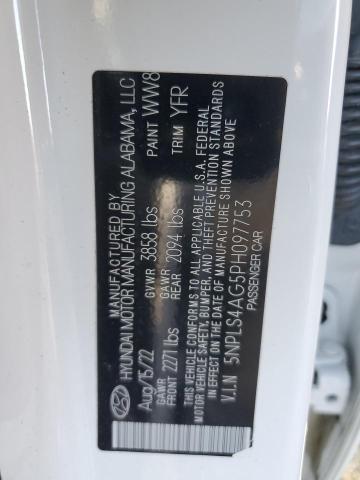 MANUFACTURED BY
HYUNDAI MOTOR MANUFACTURING ALABAMA, LLC
Aug/15/22 GVWR 3858 lbs PAINT WW8
GAWR FRONT 2271 lbs GAWR REAR 2094 lbs TRIM YFR
THIS VEHICLE CONFORMS TO ALL APPLICABLE U.S.A. FEDERAL
MOTOR VEHICLE SAFETY, BUMPER, AND THEFT PREVENTION STANDARDS
IN EFFECT ON THE DATE OF MANUFACTURE SHOWN ABOVE
V.I.N 5NPLS4AG5PH097753
PASSENGER CAR